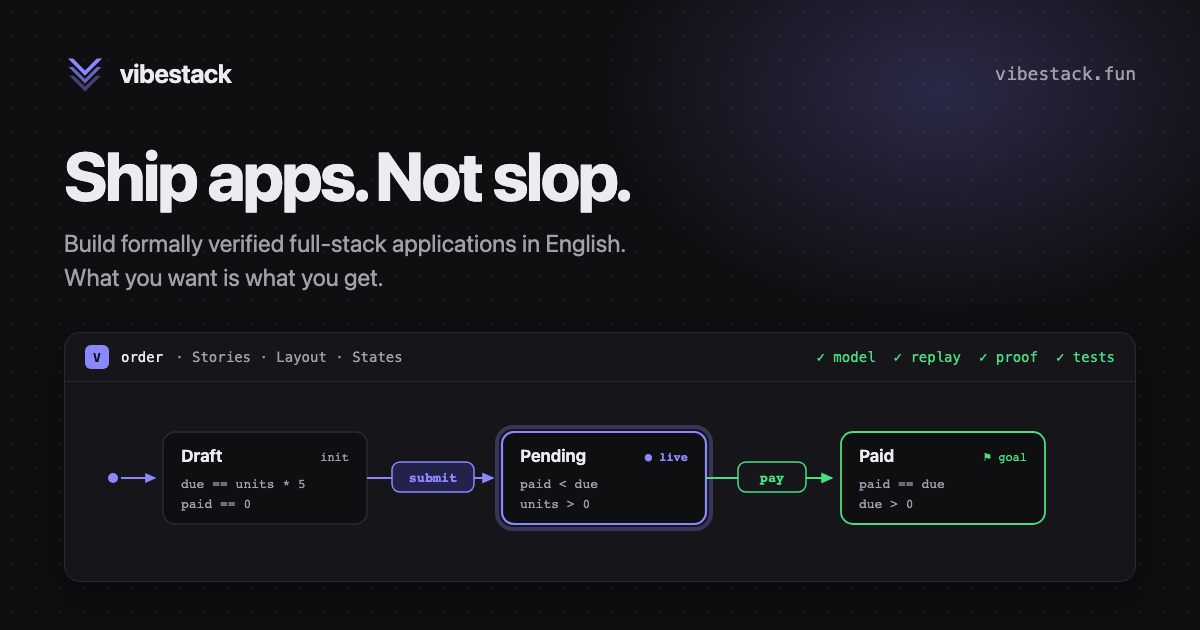 vibestack
vibestack.fun
Ship apps. Not slop.
Build formally verified full-stack applications in English.
What you want is what you get.
V order · Stories · Layout · States
✓ model ✓ replay ✓ proof ✓ tests
Draft init
due == units * 5
paid == 0
submit
Pending ● live
paid < due
units > 0
pay
Paid ⚑ goal
paid == due
due > 0